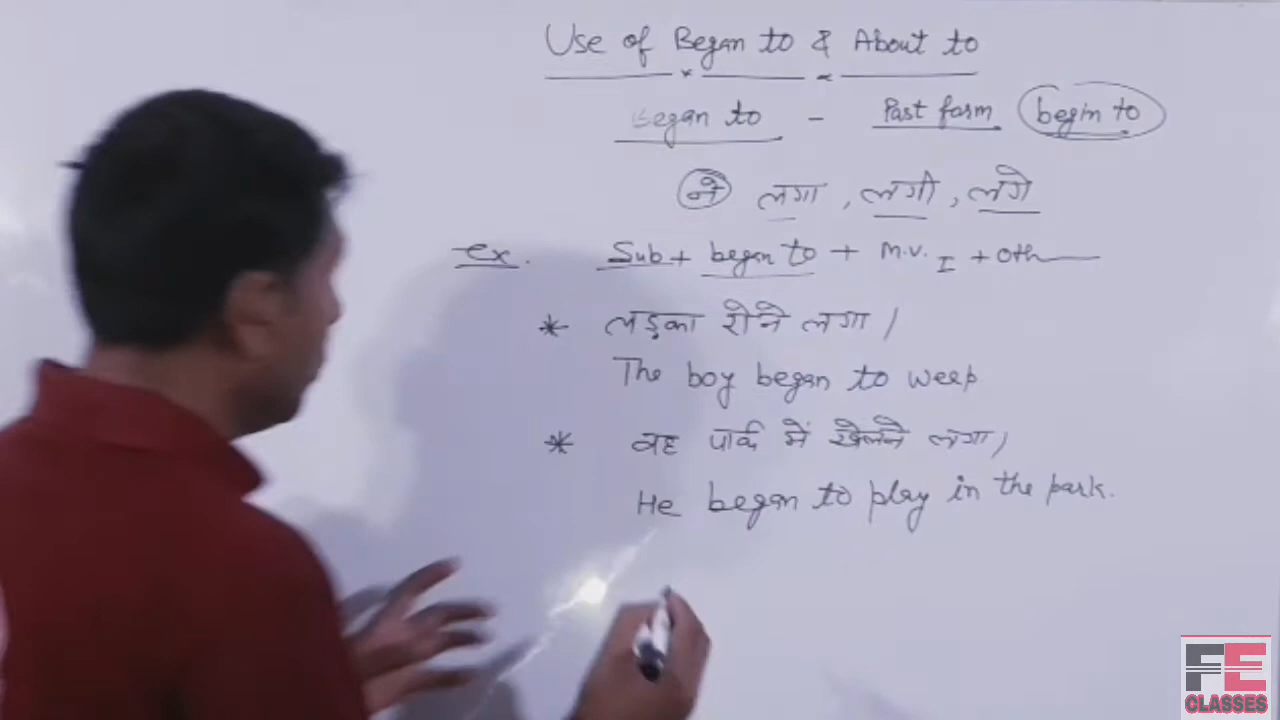 Use of Began to & About to
Began to - Past form begin to
ने लगा, लगी, लगे
ex. Sub + began to + M.V. I + Oth
* लड़का रोने लगा।
The boy began to weep
* वह पार्क में खेलने लगा,
He began to play in the park.
FE
CLASSES